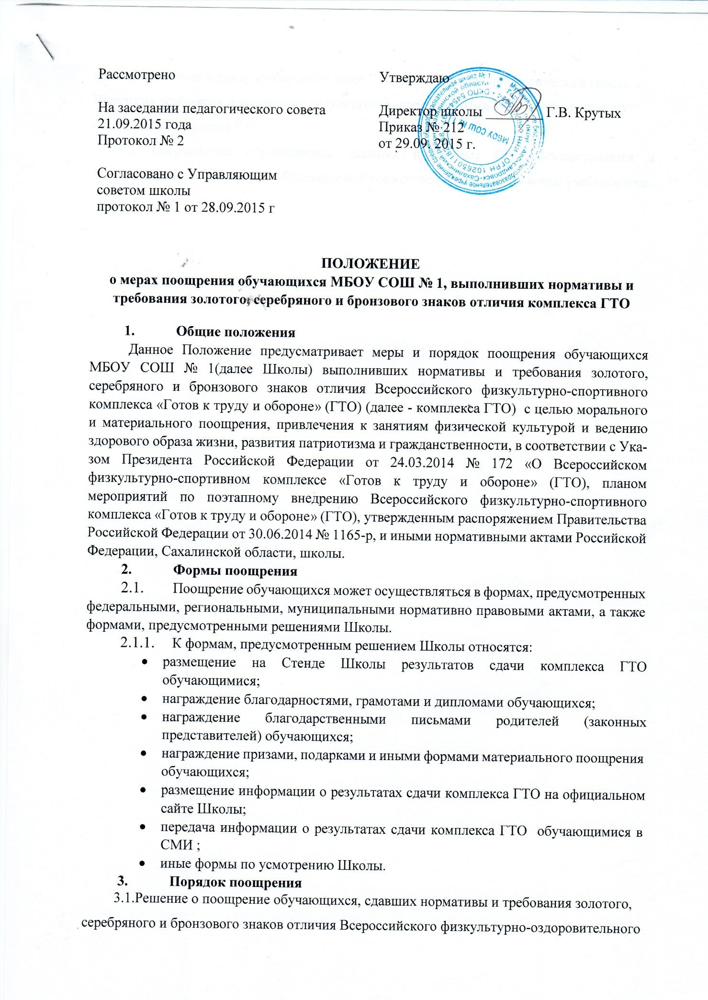 Рассмотрено
На заседании педагогического совета
21.09.2015 года
Протокол № 2
Согласовано с Управляющим
советом школы
протокол № 1 от 28.09.2015 г
Утверждаю
Директор школы ________ Г.В. Крутых
Приказ № 212
от 29.09. 2015 г.
МБОУ СОШ № 1
ПОЛОЖЕНИЕ
о мерах поощрения обучающихся МБОУ СОШ № 1, выполнивших нормативы и
требования золотого, серебряного и бронзового знаков отличия комплекса ГТО
1. Общие положения
Данное Положение предусматривает меры и порядок поощрения обучающихся
МБОУ СОШ № 1(далее Школы) выполнивших нормативы и требования золотого,
серебряного и бронзового знаков отличия Всероссийского физкультурно-спортивного
комплекса «Готов к труду и обороне» (ГТО) (далее - комплекса ГТО) с целью морального
и материального поощрения, привлечения к занятиям физической культурой и ведению
здорового образа жизни, развития патриотизма и гражданственности, в соответствии с Ука-
зом Президента Российской Федерации от 24.03.2014 № 172 «О Всероссийском
физкультурно-спортивном комплексе «Готов к труду и обороне» (ГТО), планом
мероприятий по поэтапному внедрению Всероссийского физкультурно-спортивного
комплекса «Готов к труду и обороне» (ГТО), утвержденным распоряжением Правительства
Российской Федерации от 30.06.2014 № 1165-р, и иными нормативными актами Российской
Федерации, Сахалинской области, школы.
2. Формы поощрения
2.1. Поощрение обучающихся может осуществляться в формах, предусмотренных
федеральными, региональными, муниципальными нормативно правовыми актами, а также
формами, предусмотренными решениями Школы.
2.1.1. К формам, предусмотренным решением Школы относятся:
• размещение на Стенде Школы результатов сдачи комплекса ГТО
обучающимися;
• награждение благодарностями, грамотами и дипломами обучающихся;
• награждение благодарственными письмами родителей (законных
представителей) обучающихся;
• награждение призами, подарками и иными формами материального поощрения
обучающихся;
• размещение информации о результатах сдачи комплекса ГТО на официальном
сайте Школы;
• передача информации о результатах сдачи комплекса ГТО обучающимися в
СМИ ;
• иные формы по усмотрению Школы.
3. Порядок поощрения
3.1.Решение о поощрение обучающихся, сдавших нормативы и требования золотого,
серебряного и бронзового знаков отличия Всероссийского физкультурно-оздоровительного